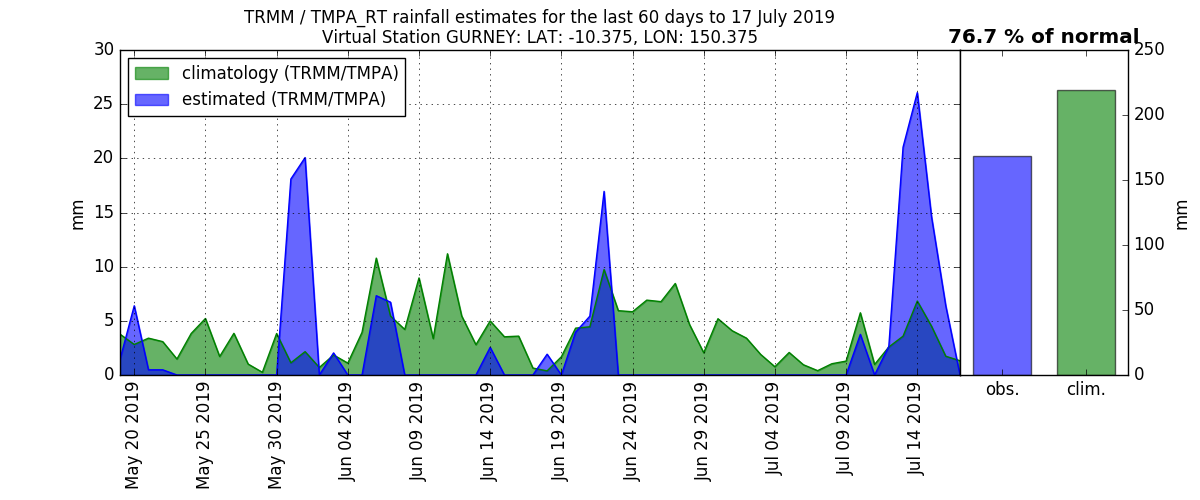 TRMM / TMPA_RT rainfall estimates for the last 60 days to 17 July 2019
Virtual Station GURNEY: LAT: -10.375, LON: 150.375
76.7 % of normal
climatology (TRMM/TMPA)
estimated (TRMM/TMPA)
mm
30
25
20
15
10
5
0
May 20 2019
May 25 2019
May 30 2019
Jun 04 2019
Jun 09 2019
Jun 14 2019
Jun 19 2019
Jun 24 2019
Jun 29 2019
Jul 04 2019
Jul 09 2019
Jul 14 2019
obs.
clim.
250
200
150
100
50
0
mm